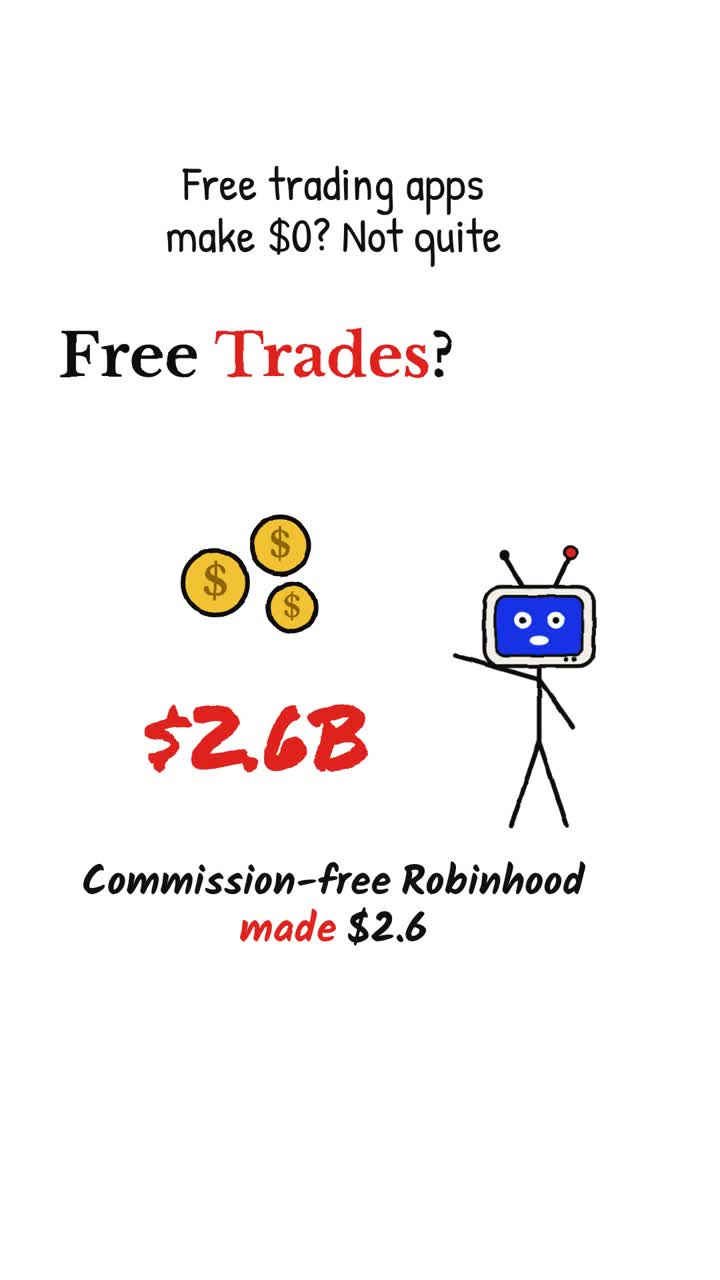 Free trading apps
make $0? Not quite
Free Trades?
$
$
$
$2.6B
Commission-free Robinhood
made $2.6